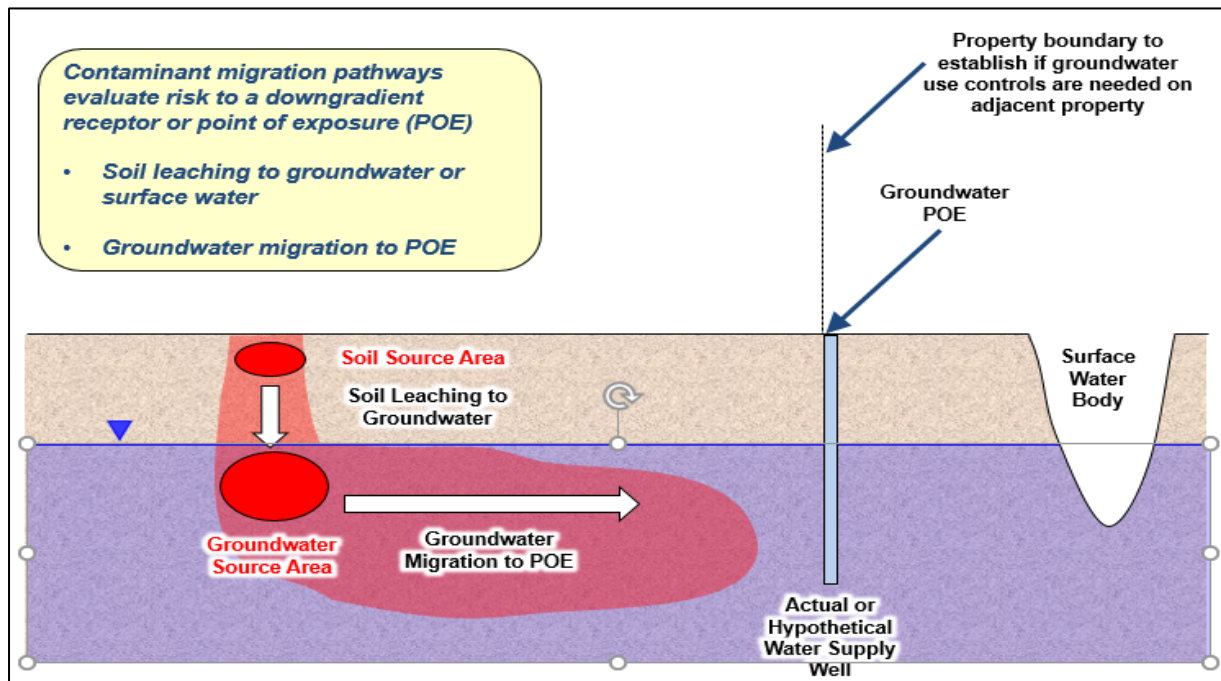 Contaminant migration pathways
evaluate risk to a downgradient
receptor or point of exposure (POE)
• Soil leaching to groundwater or
surface water
• Groundwater migration to POE
Property boundary to
establish if groundwater
use controls are needed on
adjacent property
Groundwater
POE
Soil Source Area
Soil Leaching to
Groundwater
Surface
Water
Body
Groundwater
Source Area
Groundwater
Migration to POE
Actual or
Hypothetical
Water Supply
Well